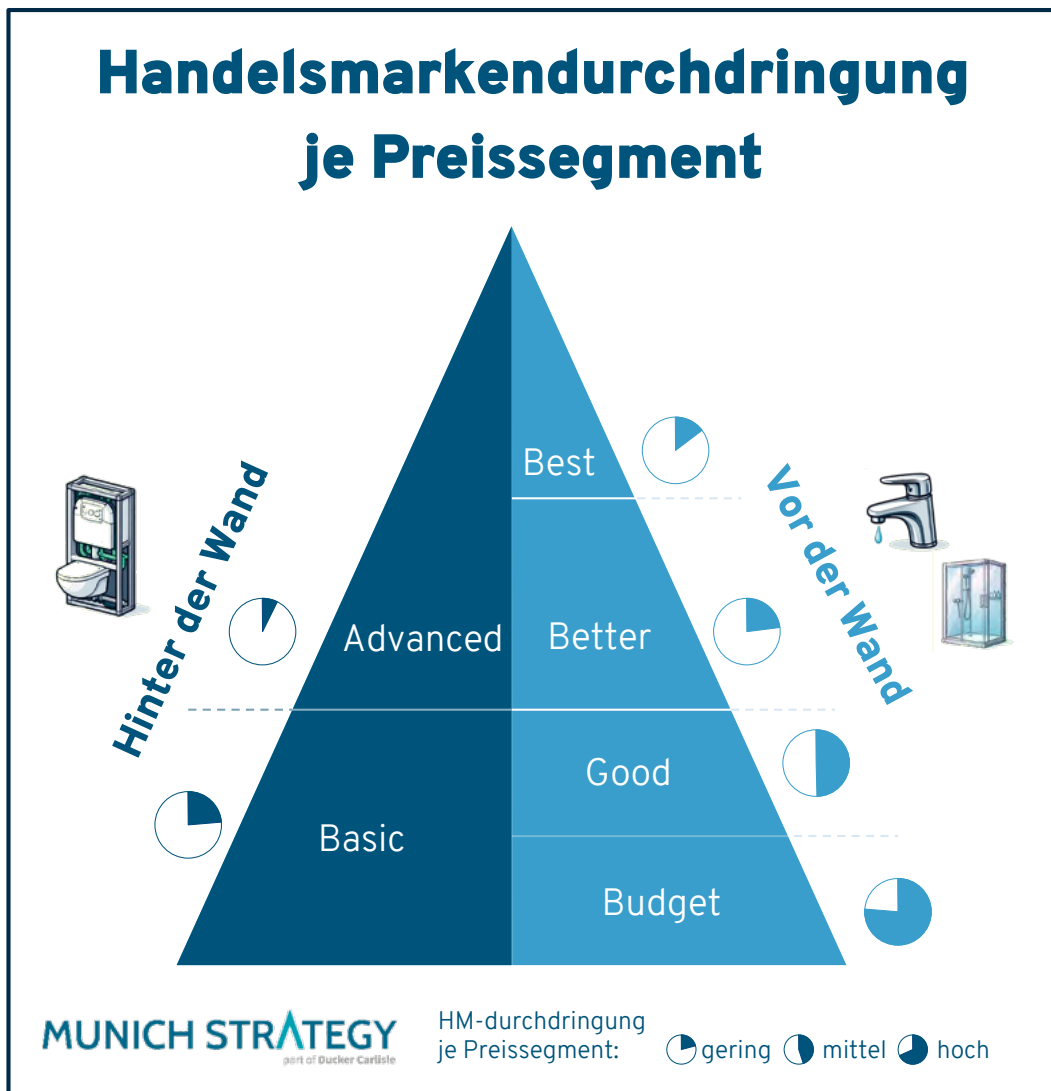 Handelsmarkendurchdringung
je Preissegment
Best
Hinter der Wand
Vor der Wand
Advanced
Better
Good
Basic
Budget
MUNICH STRATEGY
part of Ducker Carlisle
HM-durchdringung
je Preissegment:
gering
mittel
hoch